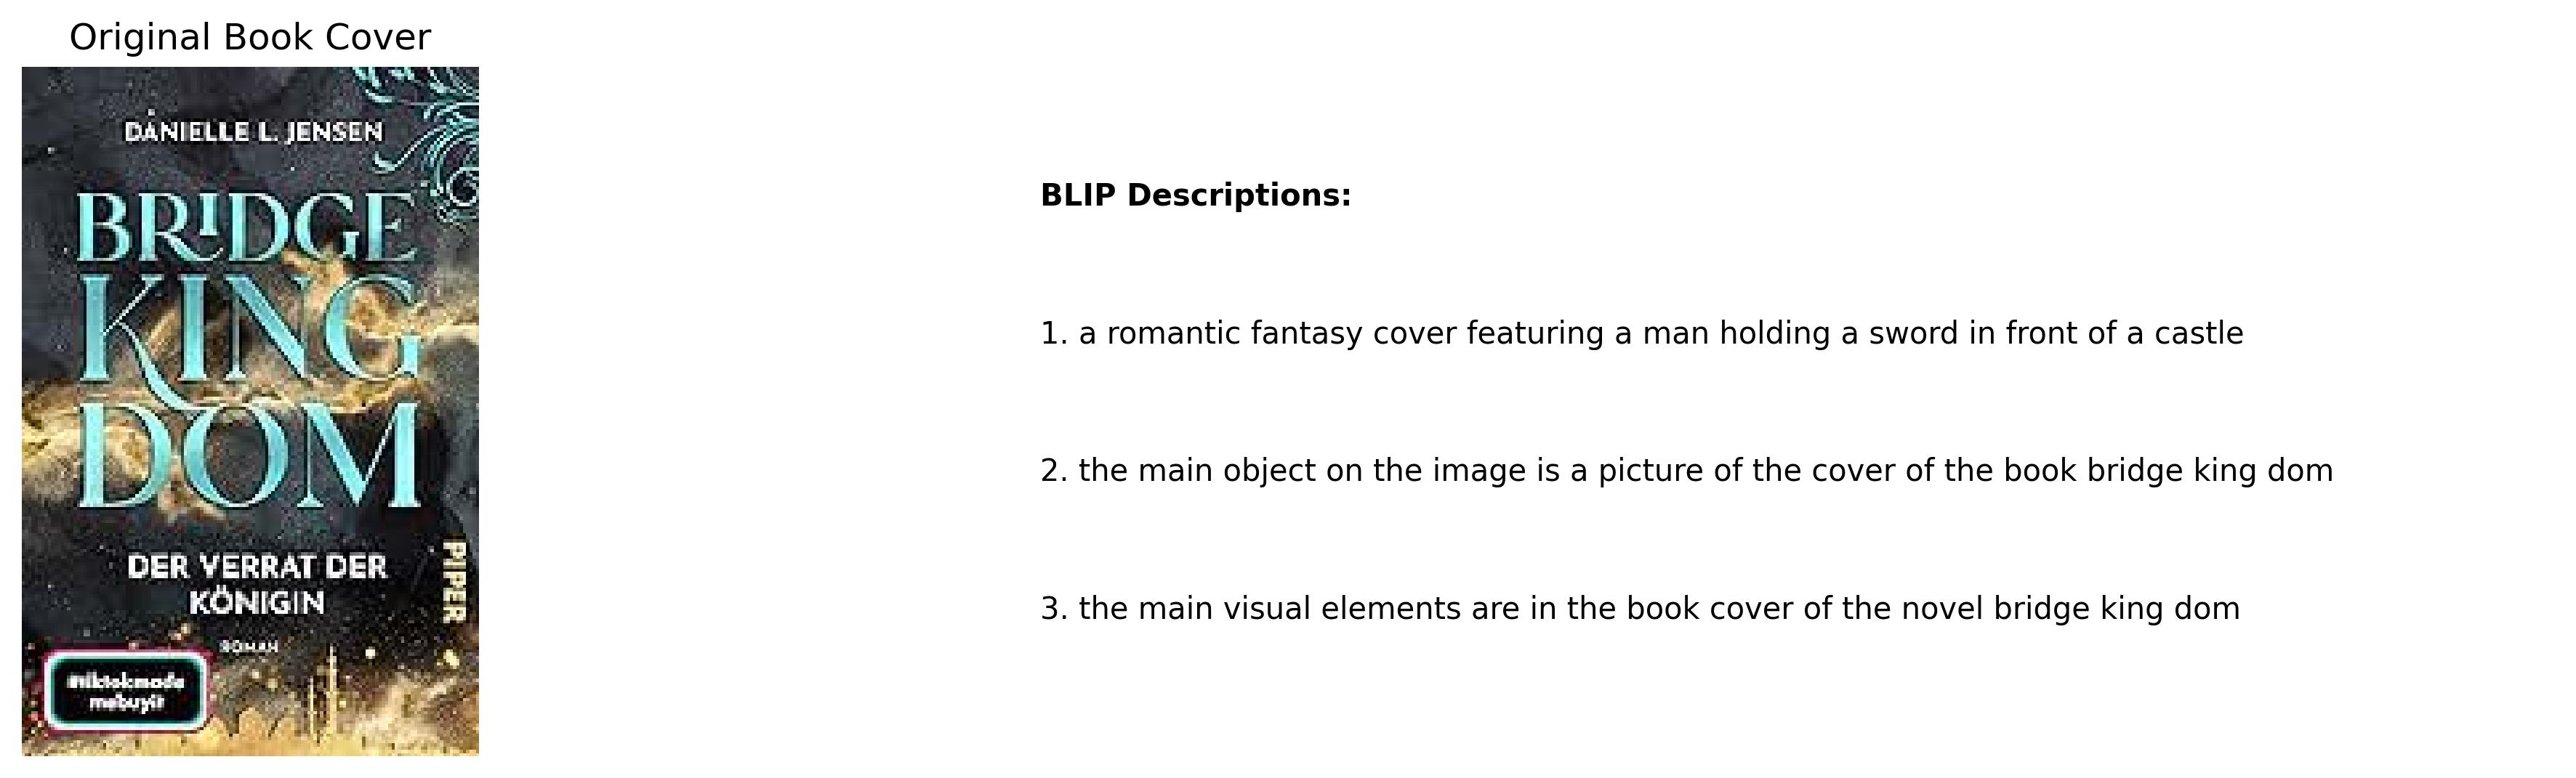 Original Book Cover
DANIELLE L. JENSEN
BRIDGE
KING
DOM
DER VERRAT DER
KÖNIGIN
PIPER
ROMAN
#tiktokmade
mebuyit
BLIP Descriptions:
1. a romantic fantasy cover featuring a man holding a sword in front of a castle
2. the main object on the image is a picture of the cover of the book bridge king dom
3. the main visual elements are in the book cover of the novel bridge king dom